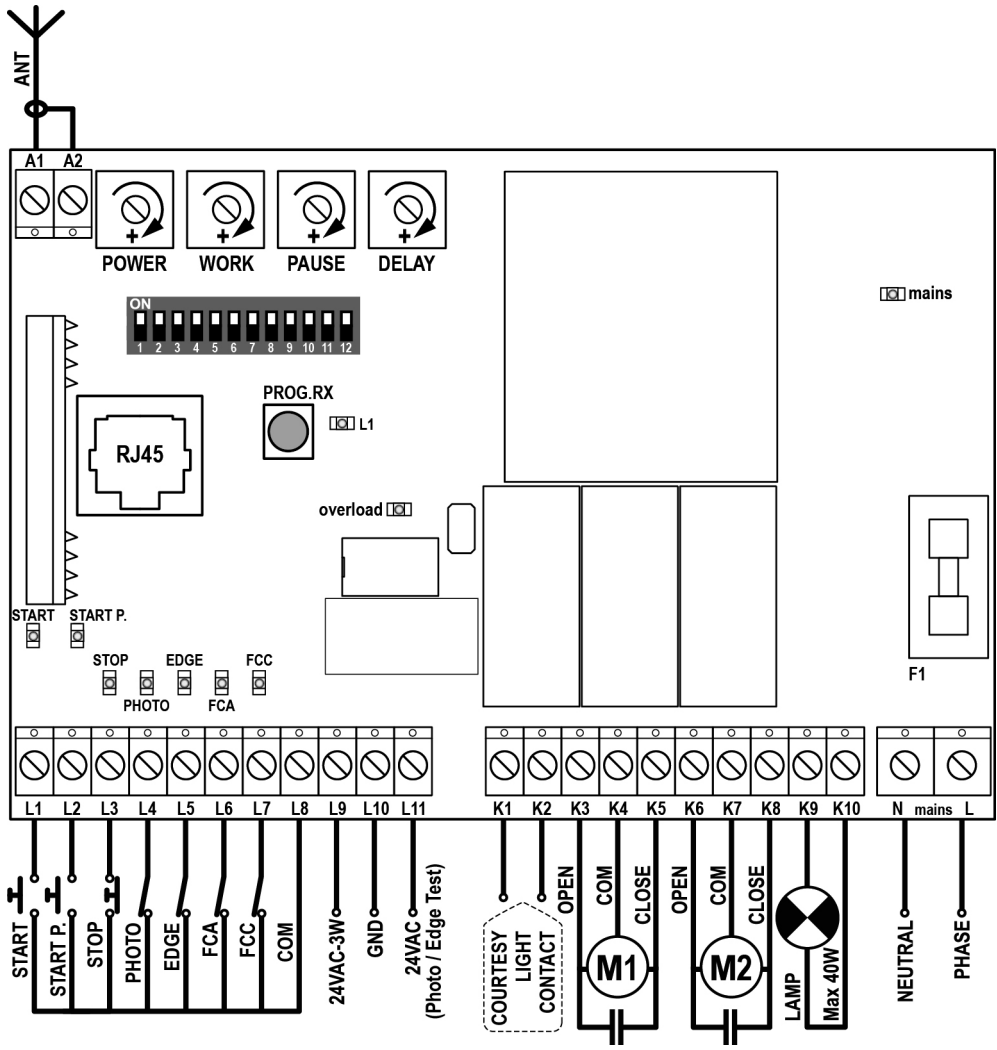 ANT
A1 A2
POWER WORK PAUSE DELAY
mains
ON
1 2 3 4 5 6 7 8 9 10 11 12
PROG.RX
L1
RJ45
overload
START START P.
STOP EDGE FCC
PHOTO FCA
F1
L1 L2 L3 L4 L5 L6 L7 L8 L9 L10 L11 K1 K2 K3 K4 K5 K6 K7 K8 K9 K10 N mains L
START
START P.
STOP
PHOTO
EDGE
FCA
FCC
COM
24VAC-3W
GND
24VAC
(Photo / Edge Test)
COURTESY
LIGHT
CONTACT
OPEN
COM
CLOSE
M1
OPEN
COM
CLOSE
M2
LAMP
Max 40W
NEUTRAL
PHASE